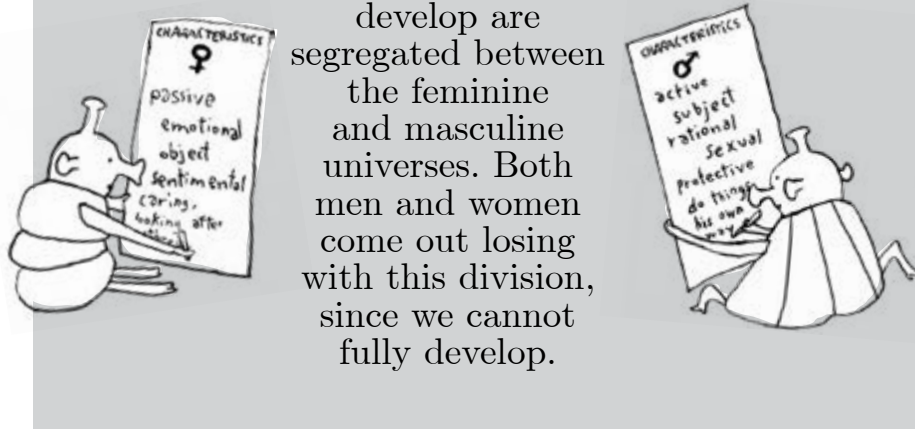 CHARACTERISTICS
♀
passive
emotional
object
sentimental
caring,
looking after
develop are
segregated between
the feminine
and masculine
universes. Both
men and women
come out losing
with this division,
since we cannot
fully develop.
CHARACTERISTICS
♂
active
subject
rational
sexual
protective
do things
his own
way